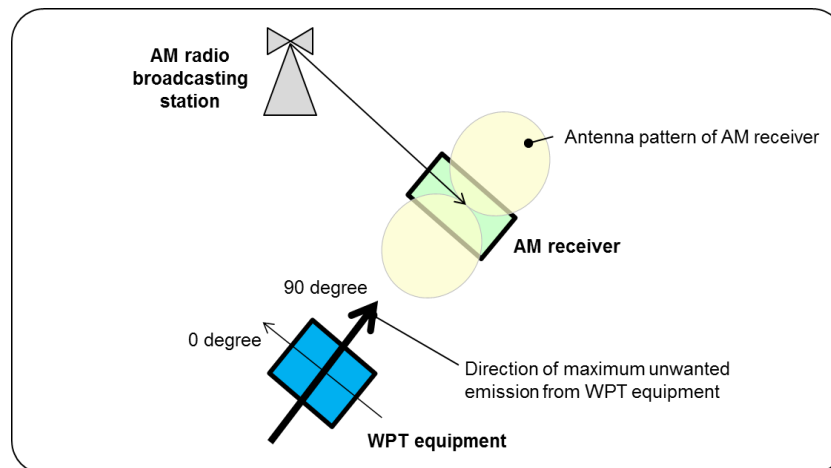 AM radio
broadcasting
station
Antenna pattern of AM receiver
AM receiver
90 degree
0 degree
Direction of maximum unwanted
emission from WPT equipment
WPT equipment